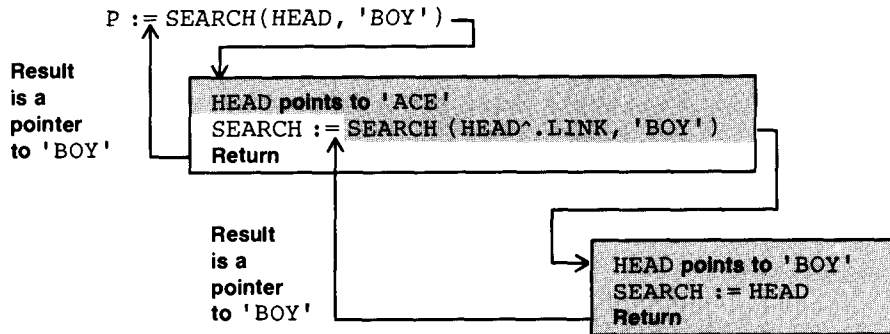 P := SEARCH(HEAD, 'BOY')
Result
is a
pointer
to 'BOY'
HEAD points to 'ACE'
SEARCH := SEARCH (HEAD^.LINK, 'BOY')
Return
Result
is a
pointer
to 'BOY'
HEAD points to 'BOY'
SEARCH := HEAD
Return